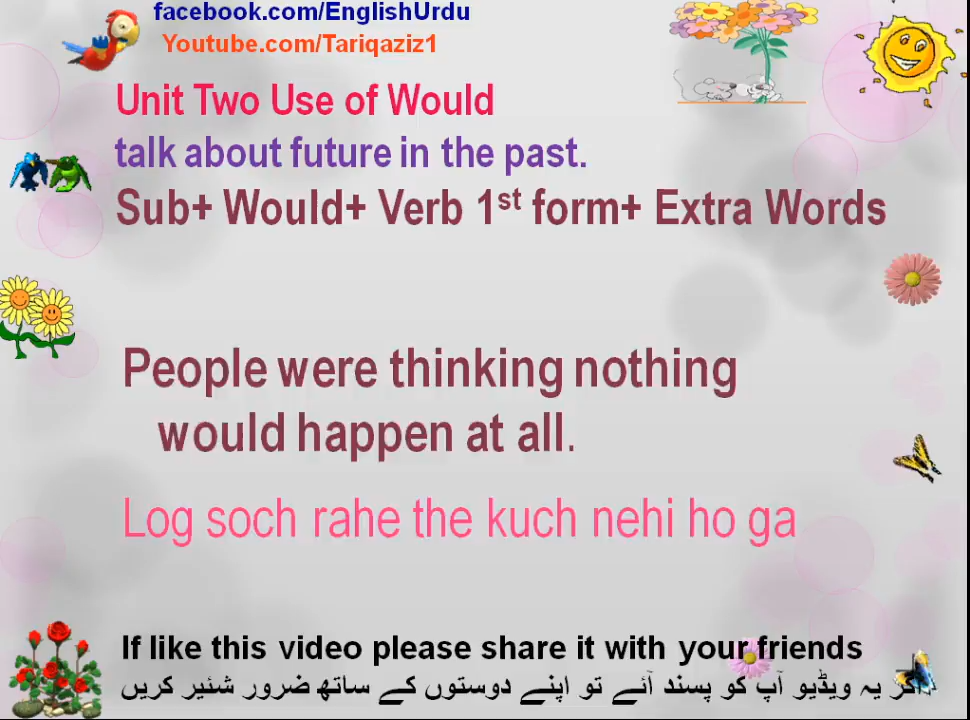 facebook.com/EnglishUrdu
Youtube.com/Tariqaziz1
Unit Two Use of Would
talk about future in the past.
Sub+ Would+ Verb 1st form+ Extra Words
People were thinking nothing
would happen at all.
Log soch rahe the kuch nehi ho ga
If like this video please share it with your friends
اگر یہ ویڈیو آپ کو پسند آئے تو اپنے دوستوں کے ساتھ ضرور شئیر کریں